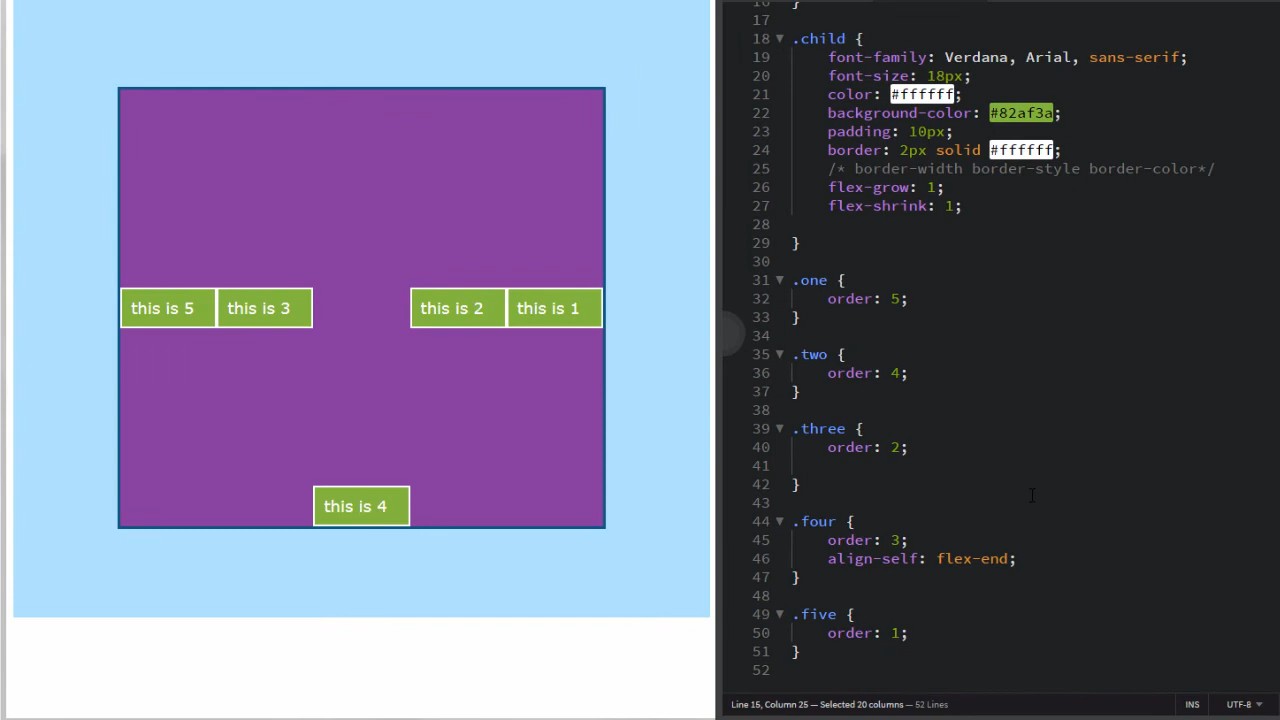 this is 5
this is 3
this is 2
this is 1
this is 4
16 }
17
18 .child {
19 font-family: Verdana, Arial, sans-serif;
20 font-size: 18px;
21 color: #ffffff;
22 background-color: #82af3a;
23 padding: 10px;
24 border: 2px solid #ffffff;
25 /* border-width border-style border-color*/
26 flex-grow: 1;
27 flex-shrink: 1;
28
29 }
30
31 .one {
32 order: 5;
33 }
34
35 .two {
36 order: 4;
37 }
38
39 .three {
40 order: 2;
41
42 }
43
44 .four {
45 order: 3;
46 align-self: flex-end;
47 }
48
49 .five {
50 order: 1;
51 }
52
Line 15, Column 25 — Selected 20 columns — 52 Lines
INS
UTF-8